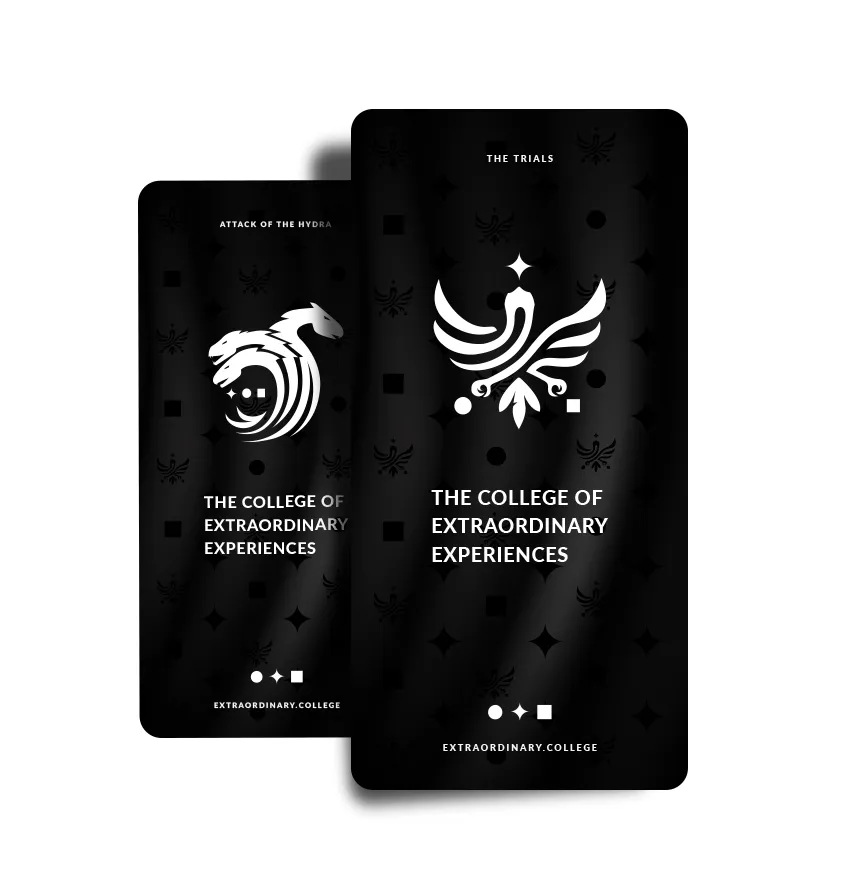 ATTACK OF THE HYDRA
THE COLLEGE OF
EXTRAORDINARY
EXPERIENCES
EXTRAORDINARY.COLLEGE
THE TRIALS
THE COLLEGE OF
EXTRAORDINARY
EXPERIENCES
EXTRAORDINARY.COLLEGE